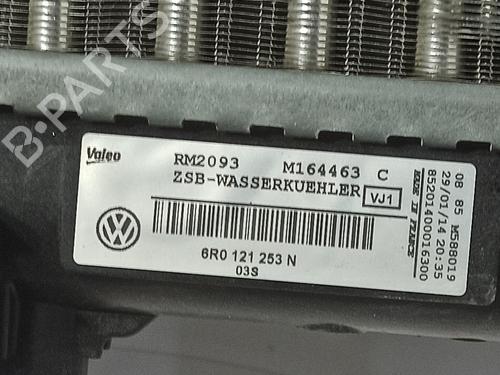 B-PARTS
Valeo
RM2093 M164463 C
ZSB-WASSERKUEHLER VJ1
6R0 121 253 N
03S
MADE IN FRANCE
85201400016300
29/01/14 20:35
08 85 M588019